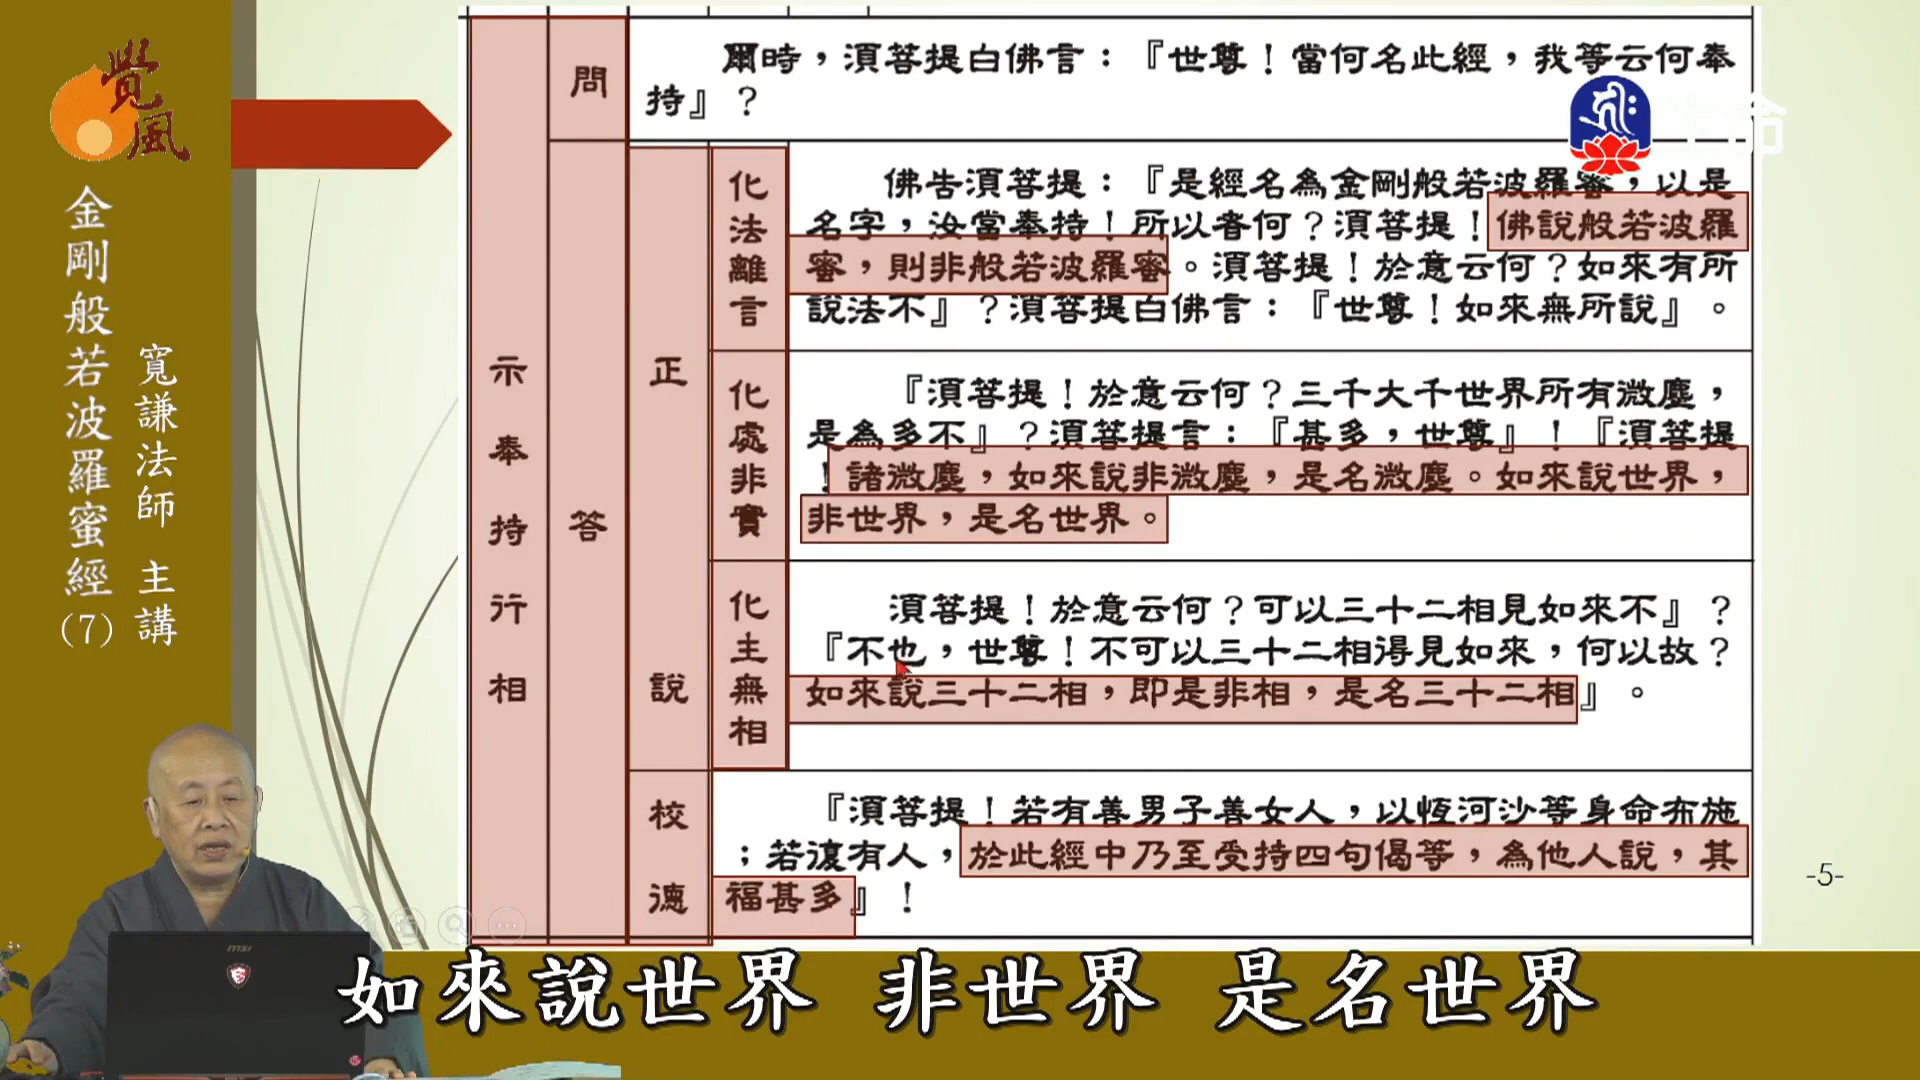 覺風
金剛般若波羅蜜經
(7)
寬謙法師 主講
命
示奉持行相
問
爾時，須菩提白佛言：『世尊！當何名此經，我等云何奉
持』？
答
正說
化法離言
佛告須菩提：『是經名為金剛般若波羅蜜，以是
名字，汝當奉持！所以者何？須菩提！佛說般若波羅
蜜，則非般若波羅蜜。須菩提！於意云何？如來有所
說法不』？須菩提白佛言：『世尊！如來無所說』。
化處非實
『須菩提！於意云何？三千大千世界所有微塵，
是為多不』？須菩提言：『甚多，世尊』！『須菩提
！諸微塵，如來說非微塵，是名微塵。如來說世界，
非世界，是名世界。
化主無相
須菩提！於意云何？可以三十二相見如來不』？
『不也，世尊！不可以三十二相得見如來，何以故？
如來說三十二相，即是非相，是名三十二相』。
校德
『須菩提！若有善男子善女人，以恆河沙等身命布施
；若復有人，於此經中乃至受持四句偈等，為他人說，其
福甚多』！
-5-
msi
如來說世界 非世界 是名世界